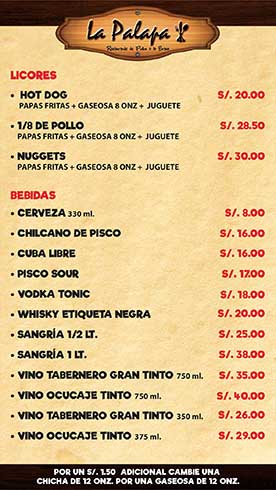 La Palapa
Restaurante de Pollos a la Brasa
LICORES
• HOT DOG S/. 20.00
PAPAS FRITAS + GASEOSA 8 ONZ + JUGUETE
• 1/8 DE POLLO S/. 28.50
PAPAS FRITAS + GASEOSA 8 ONZ + JUGUETE
• NUGGETS S/. 30.00
PAPAS FRITAS + GASEOSA 8 ONZ + JUGUETE
BEBIDAS
• CERVEZA 330 ml. S/. 8.00
• CHILCANO DE PISCO S/. 16.00
• CUBA LIBRE S/. 16.00
• PISCO SOUR S/. 17.00
• VODKA TONIC S/. 18.00
• WHISKY ETIQUETA NEGRA S/. 20.00
• SANGRÍA 1/2 LT. S/. 25.00
• SANGRÍA 1 LT. S/. 38.00
• VINO TABERNERO GRAN TINTO 750 ml. S/. 35.00
• VINO OCUCAJE TINTO 750 ml. S/. 40.00
• VINO TABERNERO GRAN TINTO 350 ml. S/. 26.00
• VINO OCUCAJE TINTO 375 ml. S/. 29.00
POR UN S/. 1.50 ADICIONAL CAMBIE UNA
CHICHA DE 12 ONZ. POR UNA GASEOSA DE 12 ONZ.